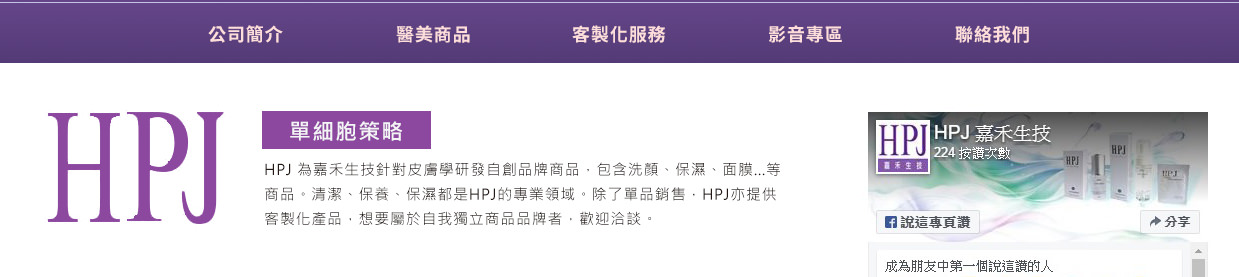 公司簡介 醫美商品 客製化服務 影音專區 聯絡我們
HPJ
單細胞策略
HPJ 為嘉禾生技針對皮膚學研發自創品牌商品，包含洗顏、保濕、面膜...等
商品。清潔、保養、保濕都是HPJ的專業領域。除了單品銷售，HPJ亦提供
客製化產品，想要屬於自我獨立商品品牌者，歡迎洽談。
HPJ
嘉禾生技
HPJ 嘉禾生技
224 按讚次數
HPJ
HPJ
HPJ
說這專頁讚
分享
成為朋友中第一個說這讚的人